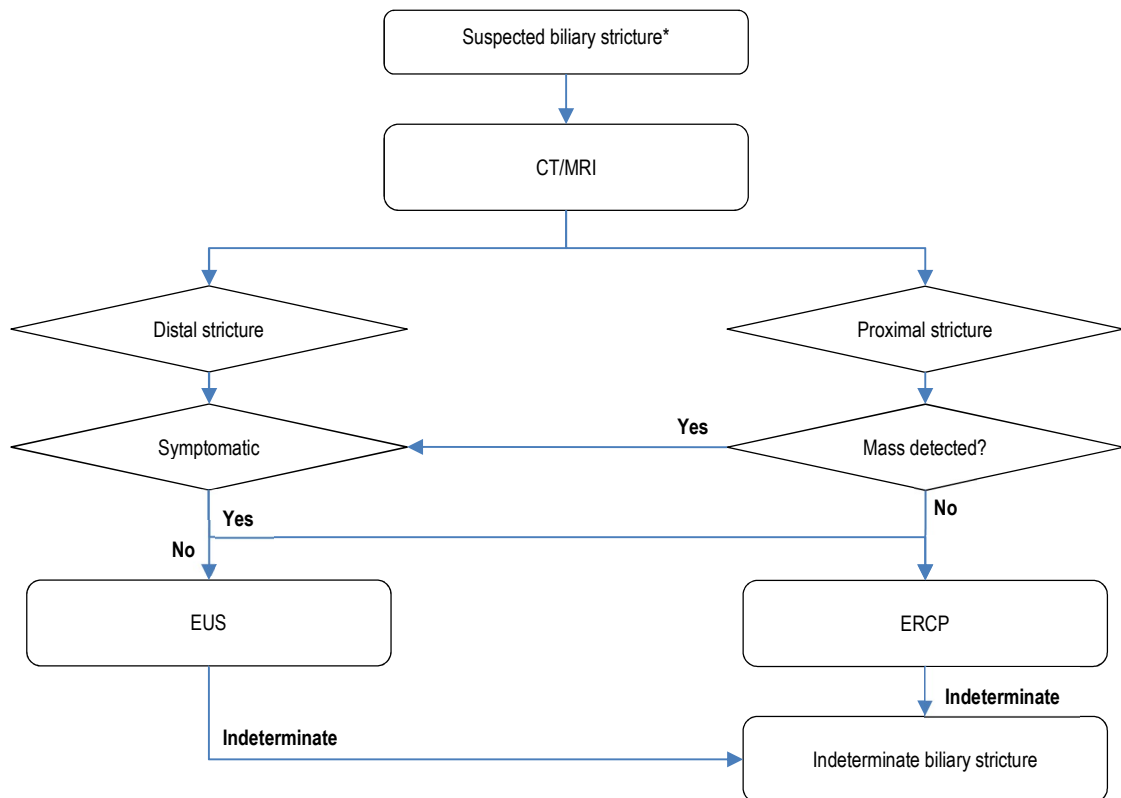 Suspected biliary stricture*
CT/MRI
Distal stricture
Proximal stricture
Symptomatic
Yes
Mass detected?
Yes
No
No
EUS
ERCP
Indeterminate
Indeterminate
Indeterminate biliary stricture